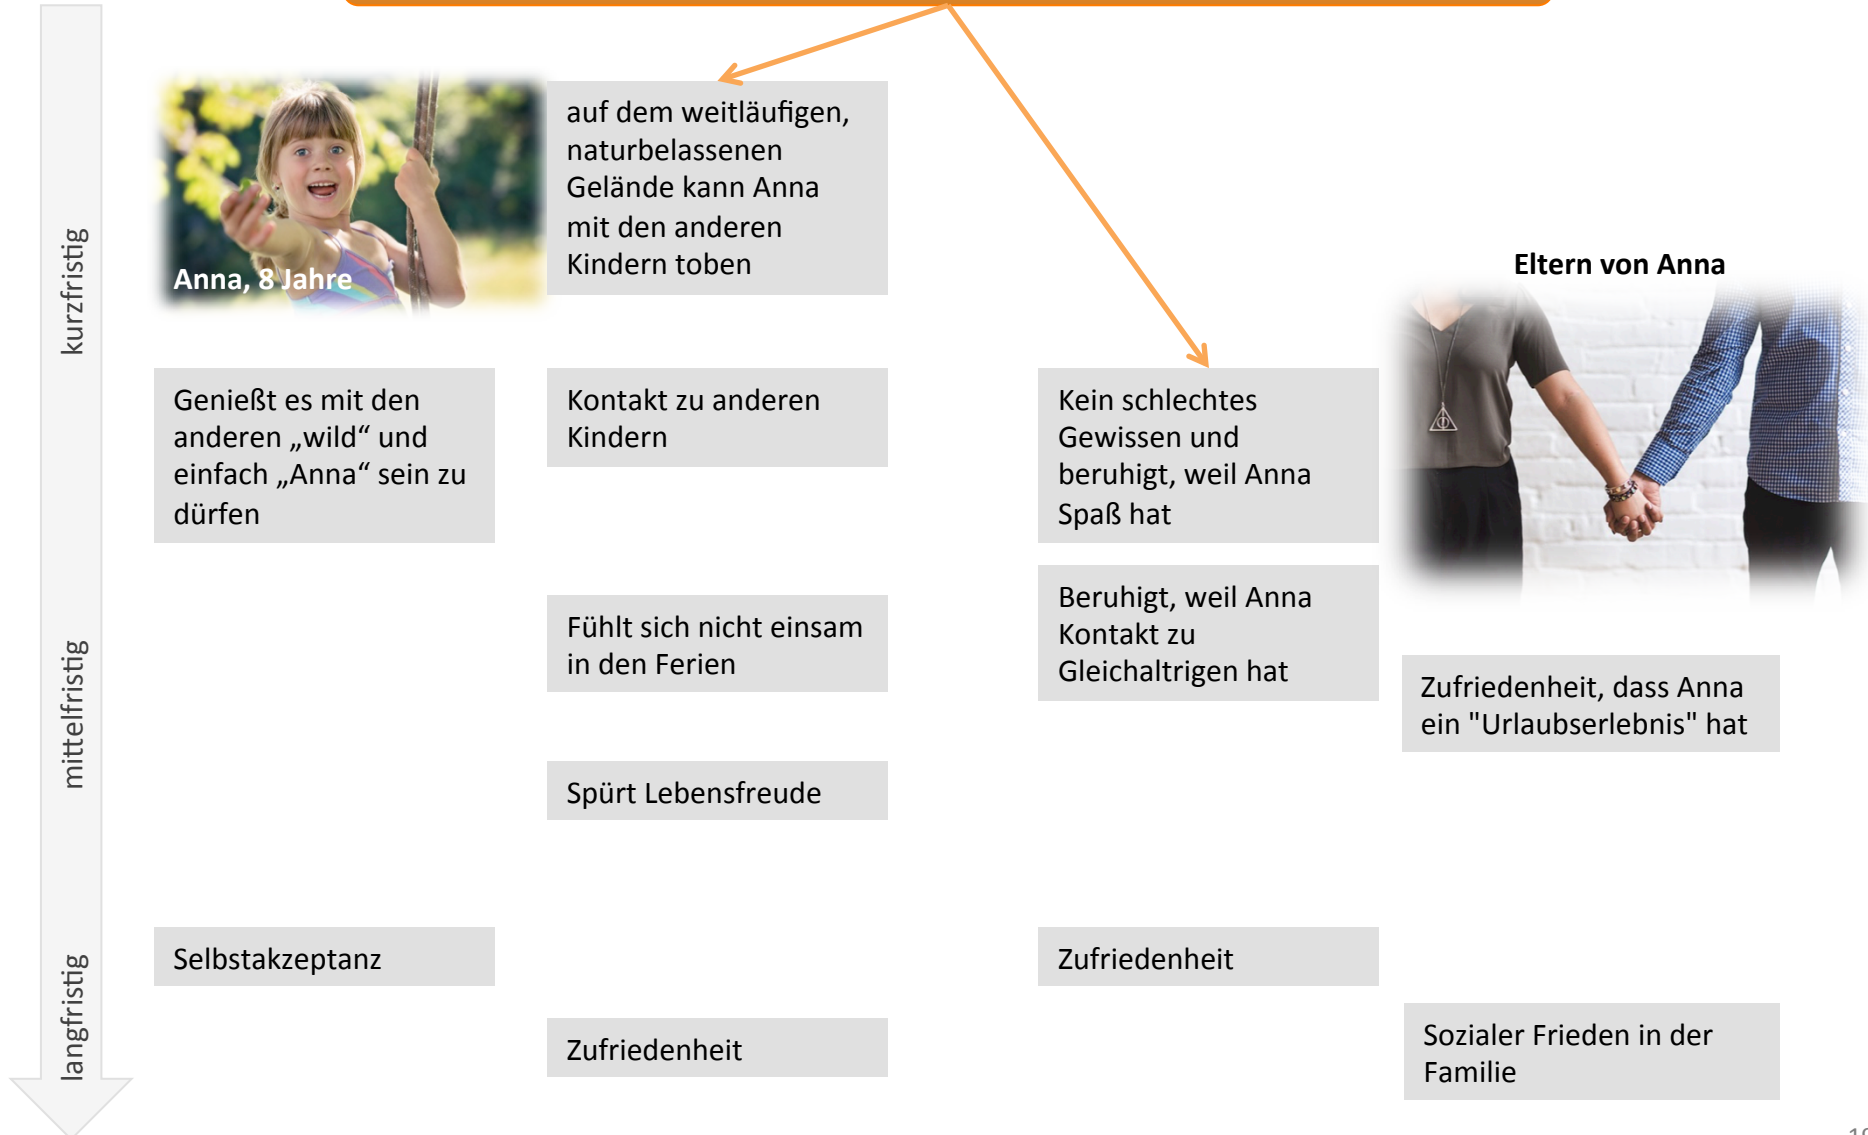 kurzfristig
mittelfristig
langfristig
Anna, 8 Jahre
auf dem weitläufigen,
naturbelassenen
Gelände kann Anna
mit den anderen
Kindern toben
Genießt es mit den
anderen „wild“ und
einfach „Anna“ sein zu
dürfen
Kontakt zu anderen
Kindern
Fühlt sich nicht einsam
in den Ferien
Spürt Lebensfreude
Selbstakzeptanz
Zufriedenheit
Eltern von Anna
Kein schlechtes
Gewissen und
beruhigt, weil Anna
Spaß hat
Beruhigt, weil Anna
Kontakt zu
Gleichaltrigen hat
Zufriedenheit, dass Anna
ein "Urlaubserlebnis" hat
Zufriedenheit
Sozialer Frieden in der
Familie